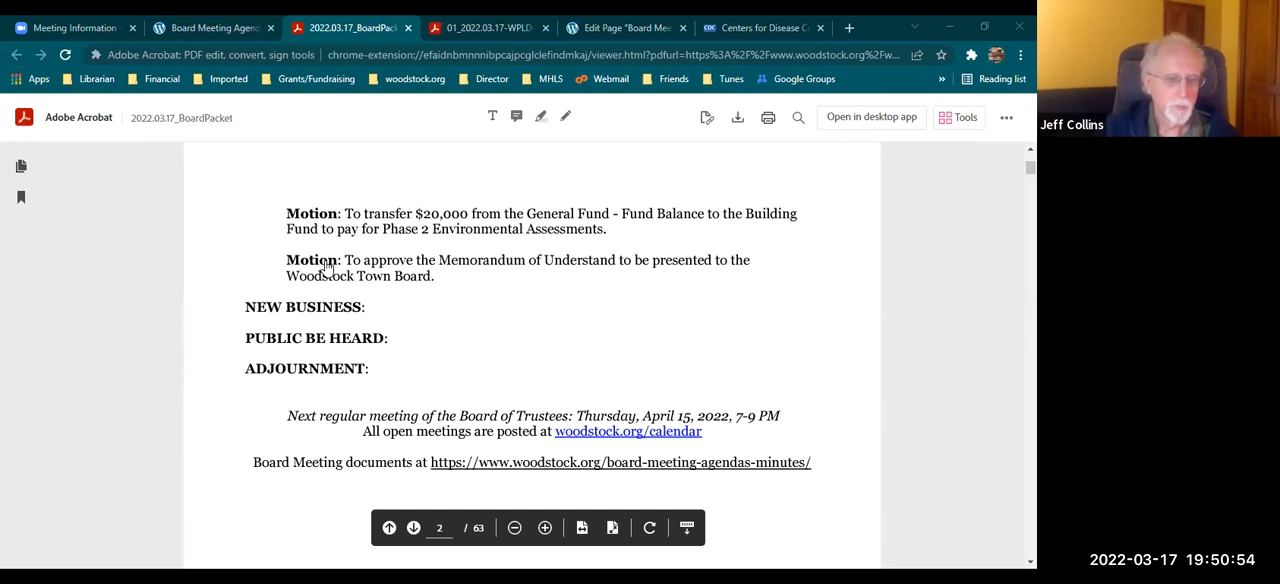 Meeting Information -
Board Meeting Agen
2022.03.17_BoardPac
01_2022.03.17-WPLD
Edit Page "Board Mee
CDC
Centers for Disease C
Adobe Acrobat: PDF edit, convert, sign tools
chrome-extension://efaidnbmnnnibpcajpcglclefindmkaj/viewer.html?pdfurl=https%3A%2F%2Fwww.woodstock.org%2Fw...
Apps
Librarian
Financial
Imported
Grants/Fundraising
woodstock.org
Director
MHLS
Webmail
Friends
Tunes
Google Groups
»
Reading list
Adobe Acrobat
2022.03.17_BoardPacket
Open in desktop app
Tools
Jeff Collins
Motion: To transfer $20,000 from the General Fund - Fund Balance to the Building
Fund to pay for Phase 2 Environmental Assessments.
Motion: To approve the Memorandum of Understand to be presented to the
Woodstock Town Board.
NEW BUSINESS:
PUBLIC BE HEARD:
ADJOURNMENT:
Next regular meeting of the Board of Trustees: Thursday, April 15, 2022, 7-9 PM
All open meetings are posted at woodstock.org/calendar
Board Meeting documents at https://www.woodstock.org/board-meeting-agendas-minutes/
2 / 63
2022-03-17 19:50:54